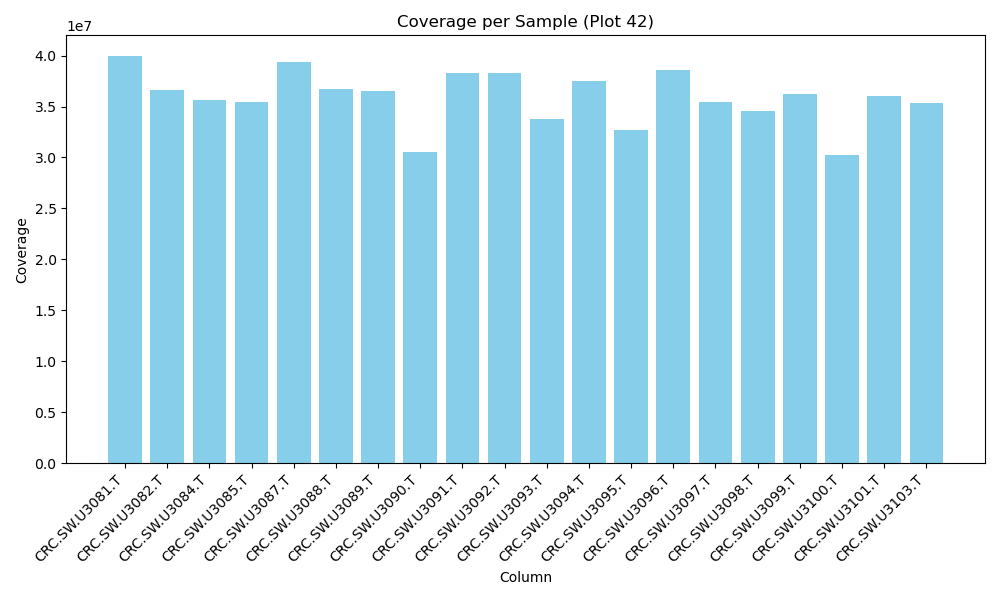 Coverage per Sample (Plot 42)
1e7
4.0
3.5
3.0
2.5
2.0
1.5
1.0
0.5
0.0
Coverage
CRC.SW.U3081.T
CRC.SW.U3082.T
CRC.SW.U3084.T
CRC.SW.U3085.T
CRC.SW.U3087.T
CRC.SW.U3088.T
CRC.SW.U3089.T
CRC.SW.U3090.T
CRC.SW.U3091.T
CRC.SW.U3092.T
CRC.SW.U3093.T
CRC.SW.U3094.T
CRC.SW.U3095.T
CRC.SW.U3096.T
CRC.SW.U3097.T
CRC.SW.U3098.T
CRC.SW.U3099.T
CRC.SW.U3100.T
CRC.SW.U3101.T
CRC.SW.U3103.T
Column